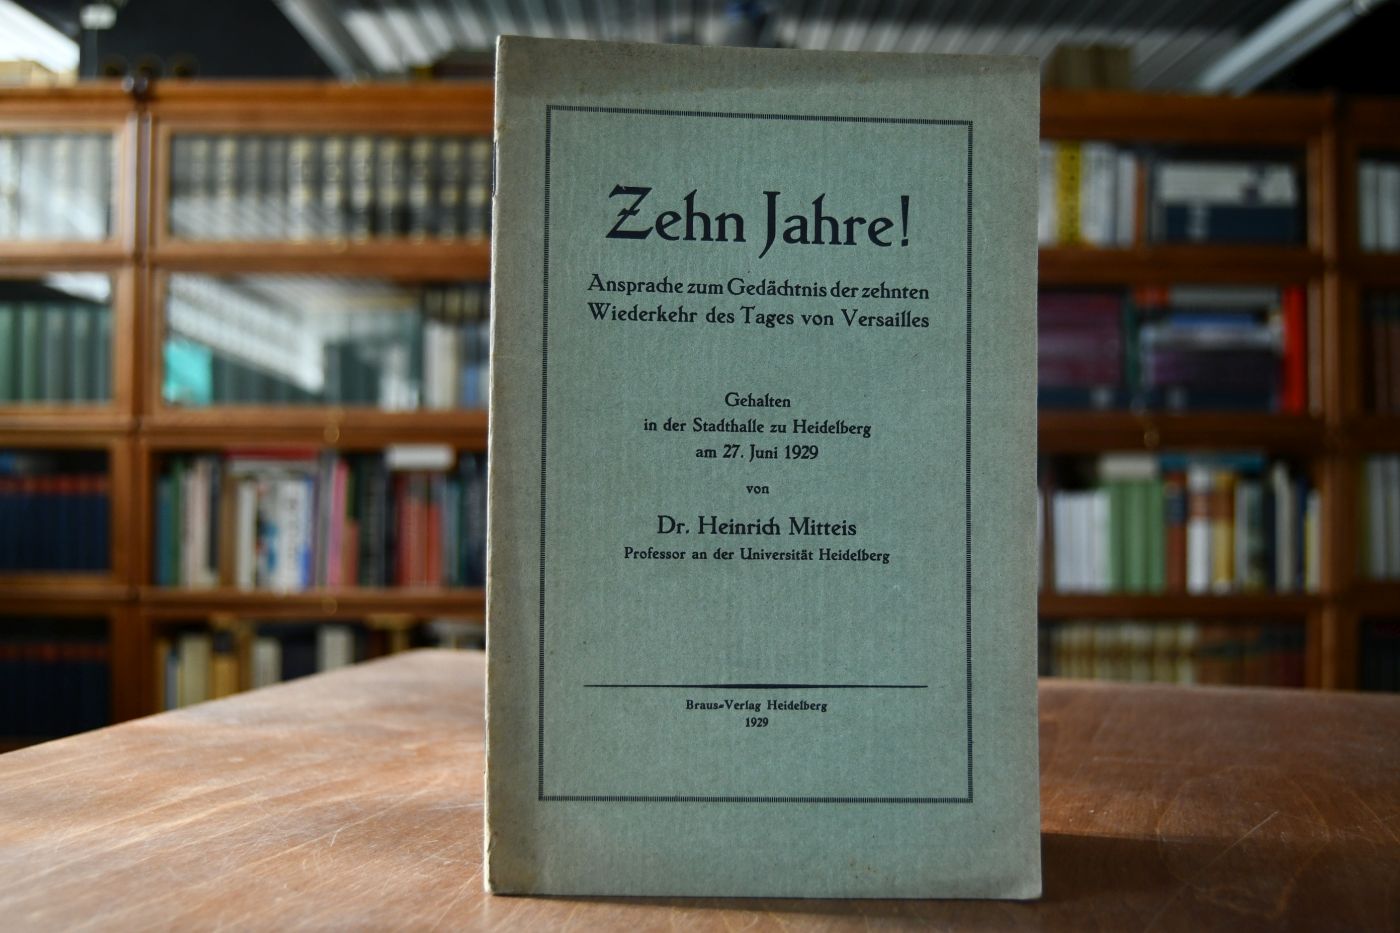 Zehn Jahre!
Ansprache zum Gedächtnis der zehnten
Wiederkehr des Tages von Versailles
Gehalten
in der Stadthalle zu Heidelberg
am 27. Juni 1929
von
Dr. Heinrich Mitteis
Professor an der Universität Heidelberg
Braus-Verlag Heidelberg
1929